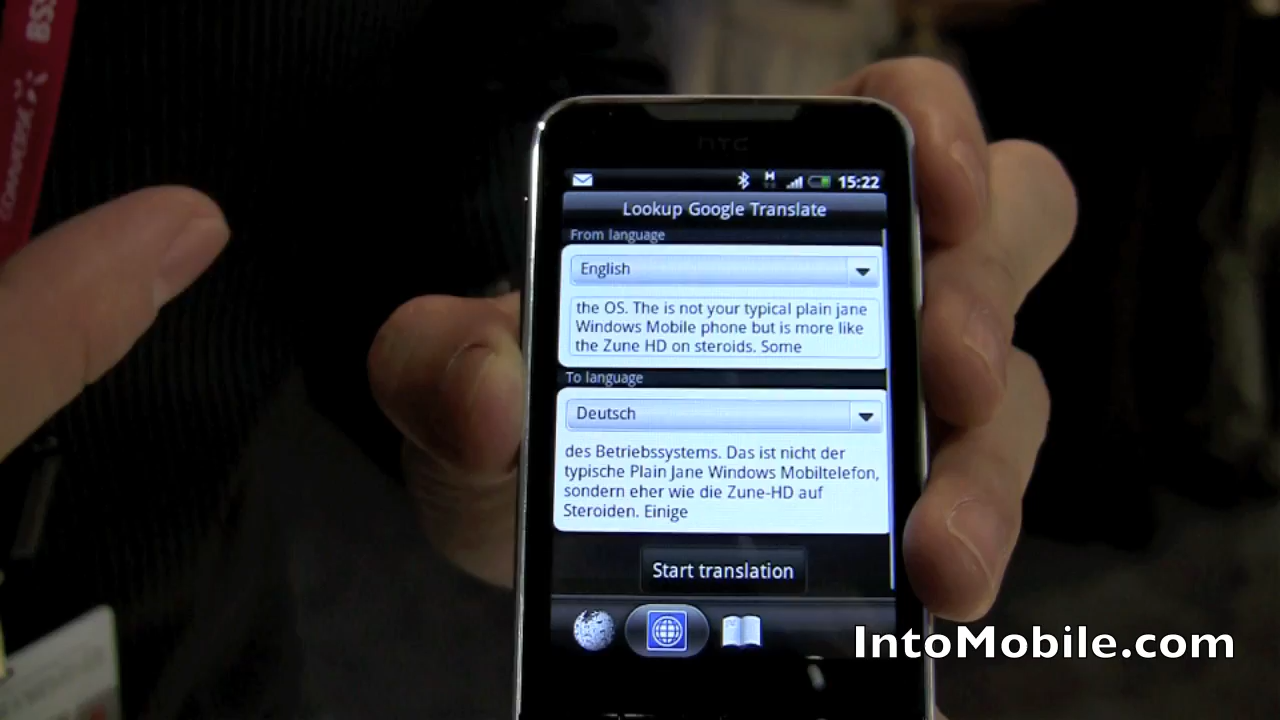 BSS
CONVERSE
hTC
15:22
Lookup Google Translate
From language
English
the OS. The is not your typical plain jane
Windows Mobile phone but is more like
the Zune HD on steroids. Some
To language
Deutsch
des Betriebssystems. Das ist nicht der
typische Plain Jane Windows Mobiltelefon,
sondern eher wie die Zune-HD auf
Steroiden. Einige
Start translation
IntoMobile.com